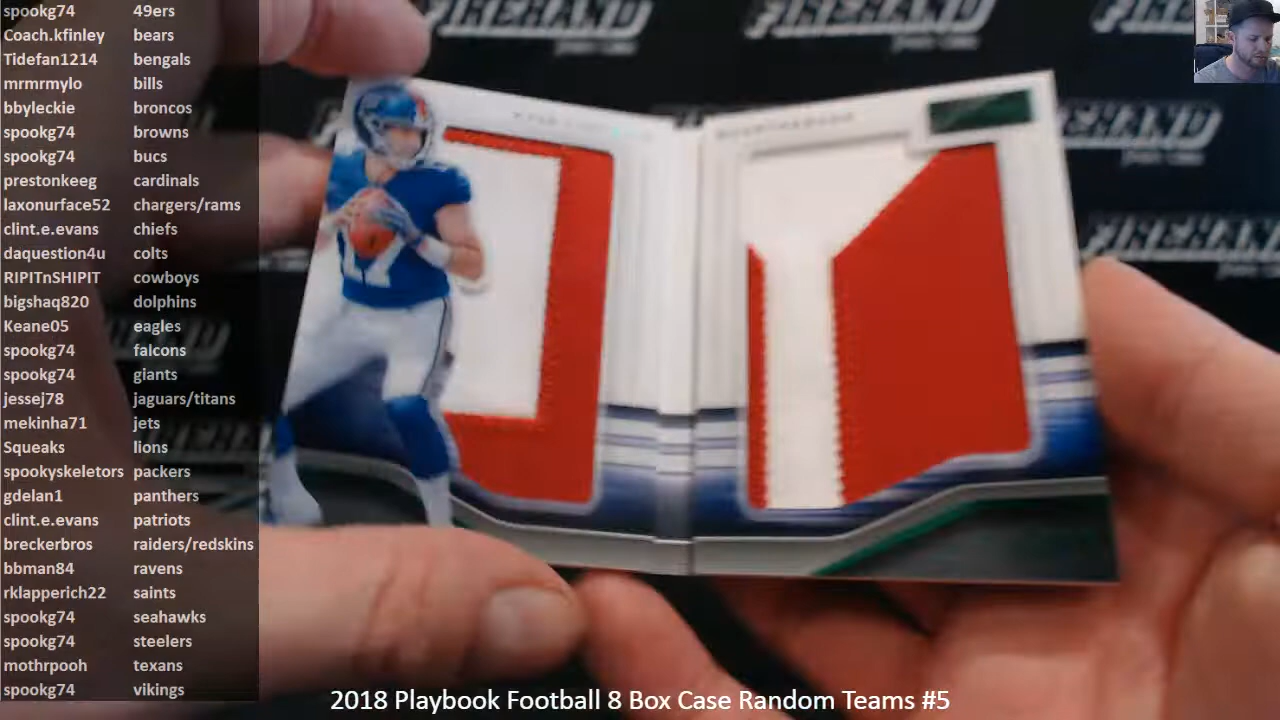 spookg74 49ers
Coach.kfinley bears
Tidefan1214 bengals
mrmrmylo bills
bbyleckie broncos
spookg74 browns
spookg74 bucs
prestonkeeg cardinals
laxonurface52 chargers/rams
clint.e.evans chiefs
daquestion4u colts
RIPITnSHIPIT cowboys
bigshaq820 dolphins
Keane05 eagles
spookg74 falcons
spookg74 giants
jessej78 jaguars/titans
mekinha71 jets
Squeaks lions
spookyskeletors packers
gdelan1 panthers
clint.e.evans patriots
breckerbros raiders/redskins
bbman84 ravens
rklapperich22 saints
spookg74 seahawks
spookg74 steelers
mothrpooh texans
spookg74 vikings
17
2018 Playbook Football 8 Box Case Random Teams #5